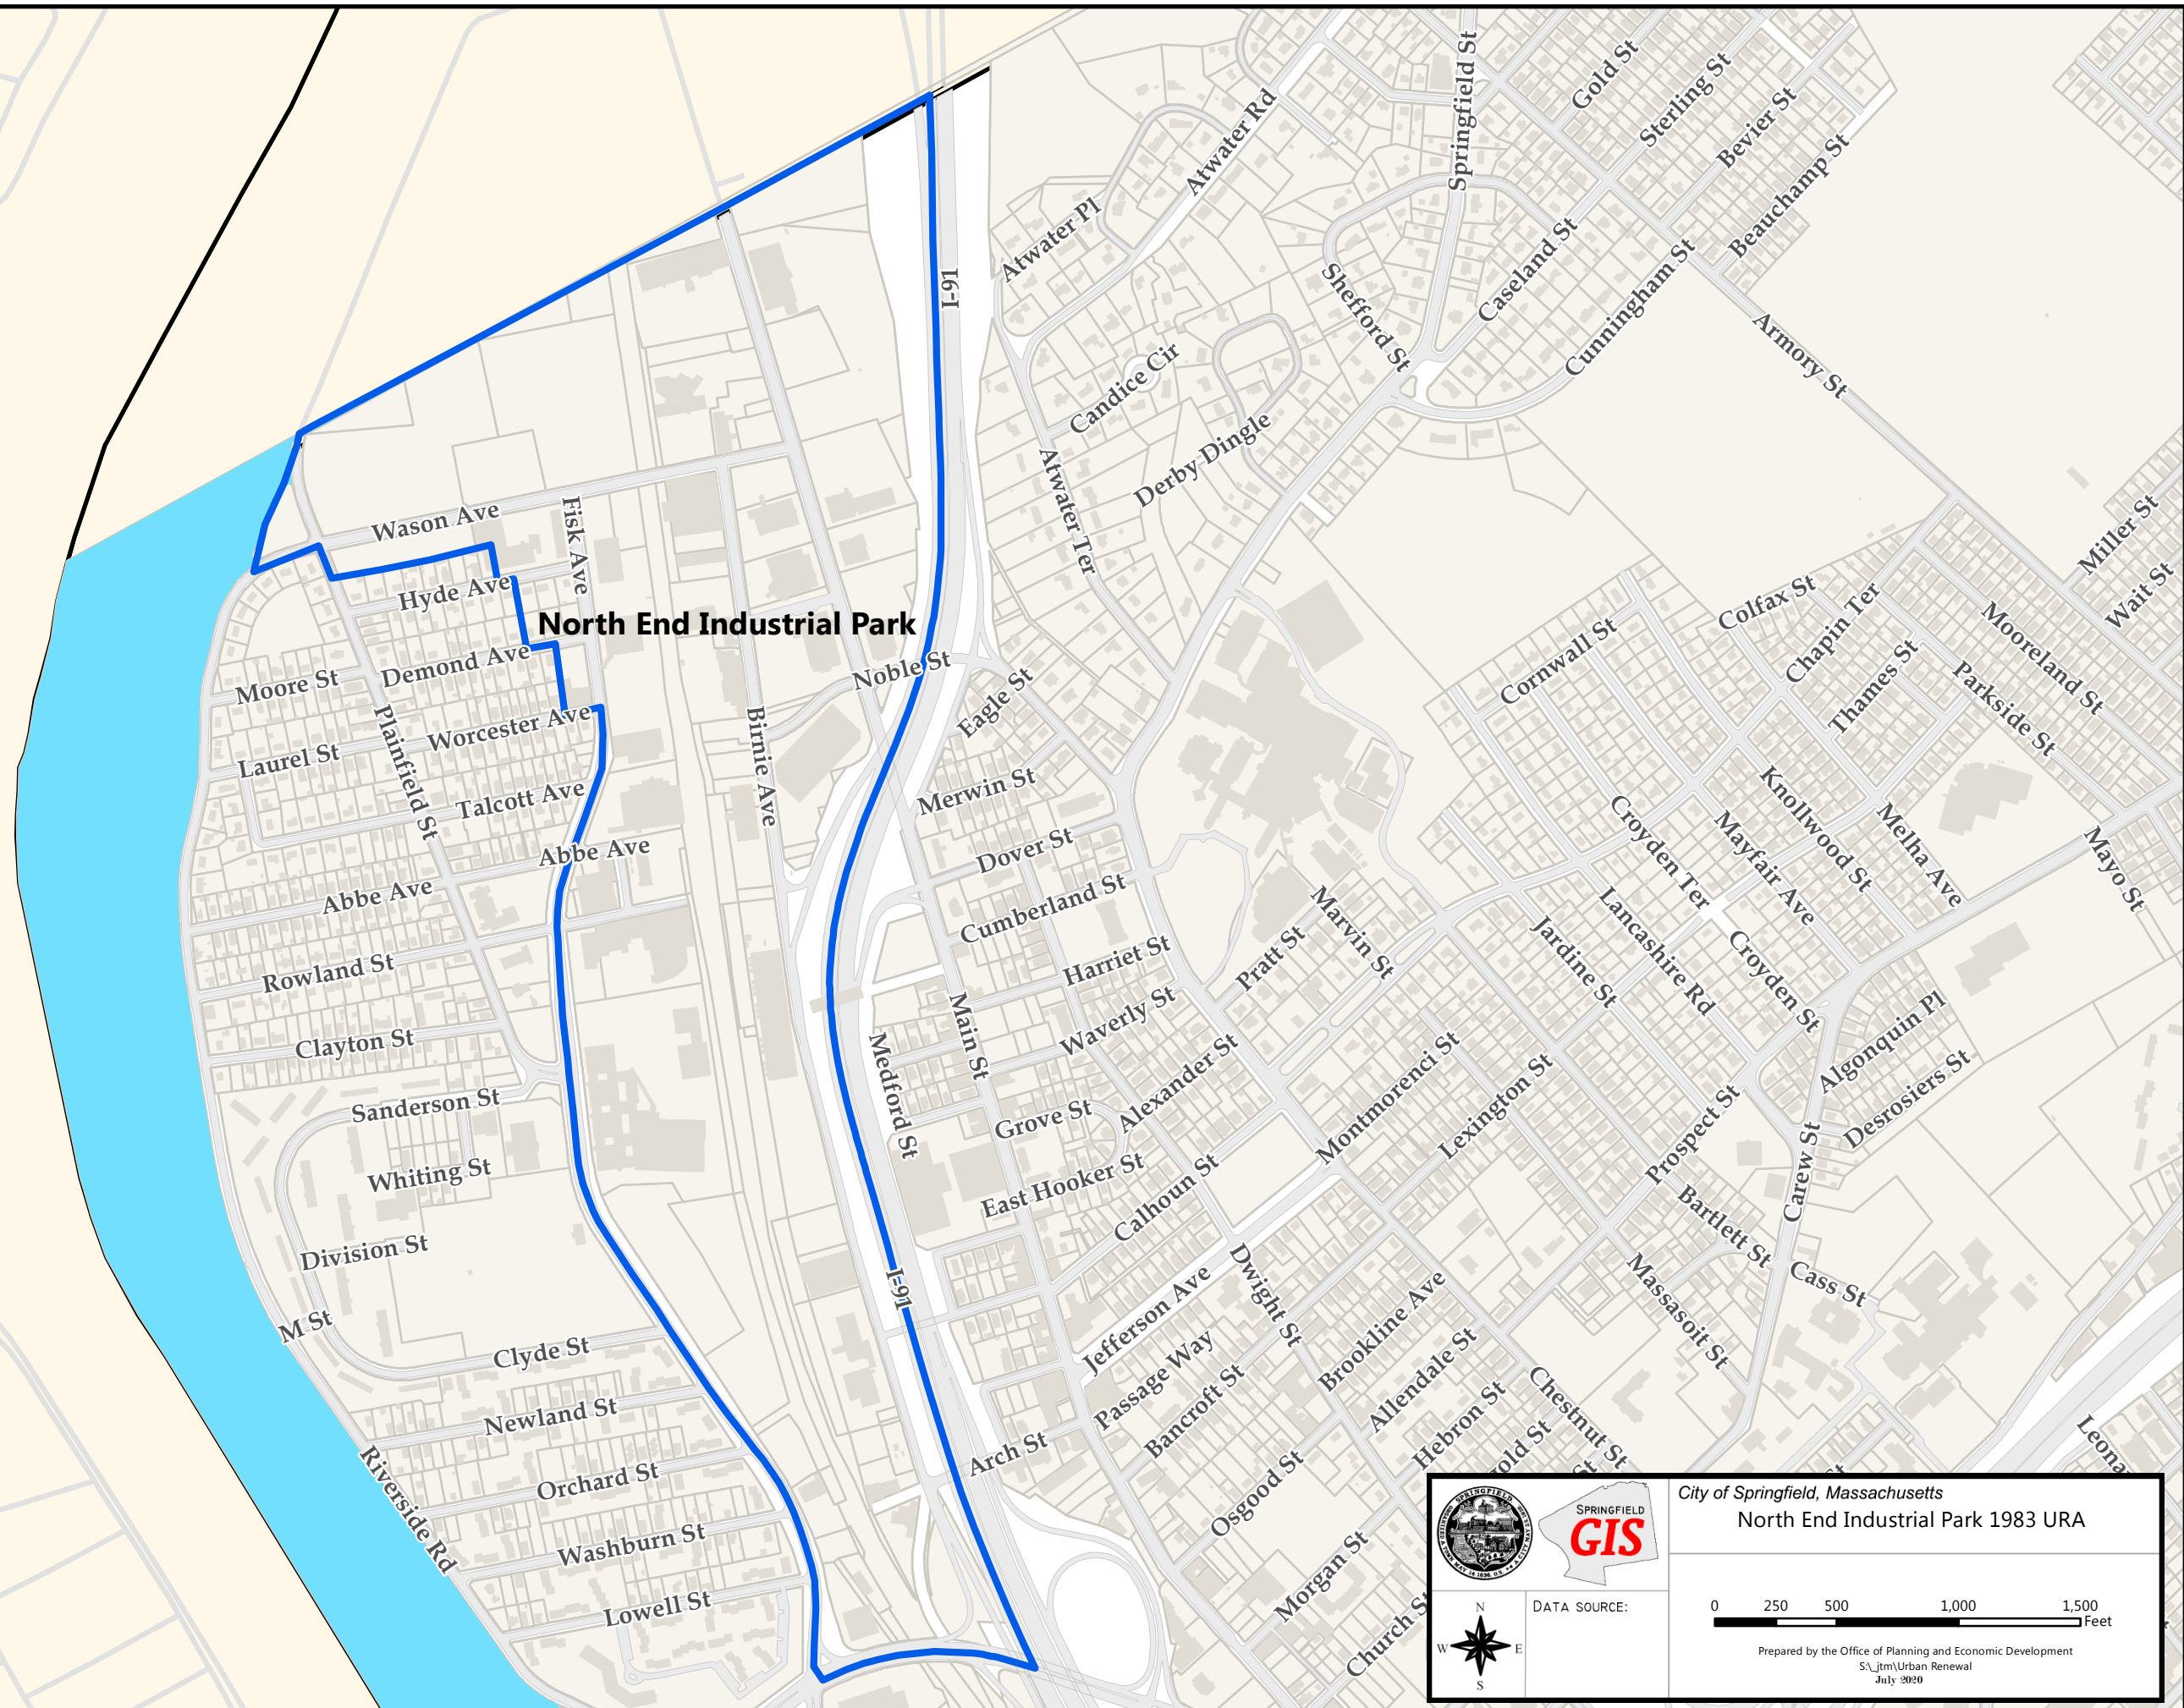 Springfield St
Gold St
Sterling St
Bevier St
Beauchamp St
Atwater Rd
Atwater Pl
I-91
Shefford St
Caseland St
Cunningham St
Armory St
Candice Cir
Derby Dingle
Atwater Ter
Wason Ave
Fisk Ave
Hyde Ave
North End Industrial Park
Demond Ave
Moore St
Noble St
Eagle St
Worcester Ave
Plainfield St
Laurel St
Birnie Ave
Merwin St
Talcott Ave
Abbe Ave
Abbe Ave
Dover St
Cumberland St
Rowland St
Harriet St
Pratt St
Marvin St
Clayton St
Waverly St
Main St
Medford St
Alexander St
Sanderson St
Grove St
Whiting St
East Hooker St
Calhoun St
Division St
Montmorenci St
Lexington St
Miller St
Wait St
Colfax St
Chapin Ter
Cornwall St
Thames St
Mooreland St
Parkside St
Knollwood St
Melha Ave
Mayfair Ave
Croyden Ter
Mayo St
Lancashire Rd
Jardine St
Croyden St
Algonquin Pl
Desrosiers St
Prospect St
Carew St
Bartlett St
Cass St
Massasoit St
I-91
M St
Clyde St
Jefferson Ave
Dwight St
Brookline Ave
Passage Way
Allendale St
Bancroft St
Chestnut St
Newland St
Arch St
Hebron St
Orchard St
Riverside Rd
Osgood St
Washburn St
Morgan St
Lowell St
Church St
SPRINGFIELD
GIS
City of Springfield, Massachusetts
North End Industrial Park 1983 URA
N
W E
S
DATA SOURCE:
0 250 500 1,000 1,500
Feet
Prepared by the Office of Planning and Economic Development
S:\_jtm\Urban Renewal
July 2020